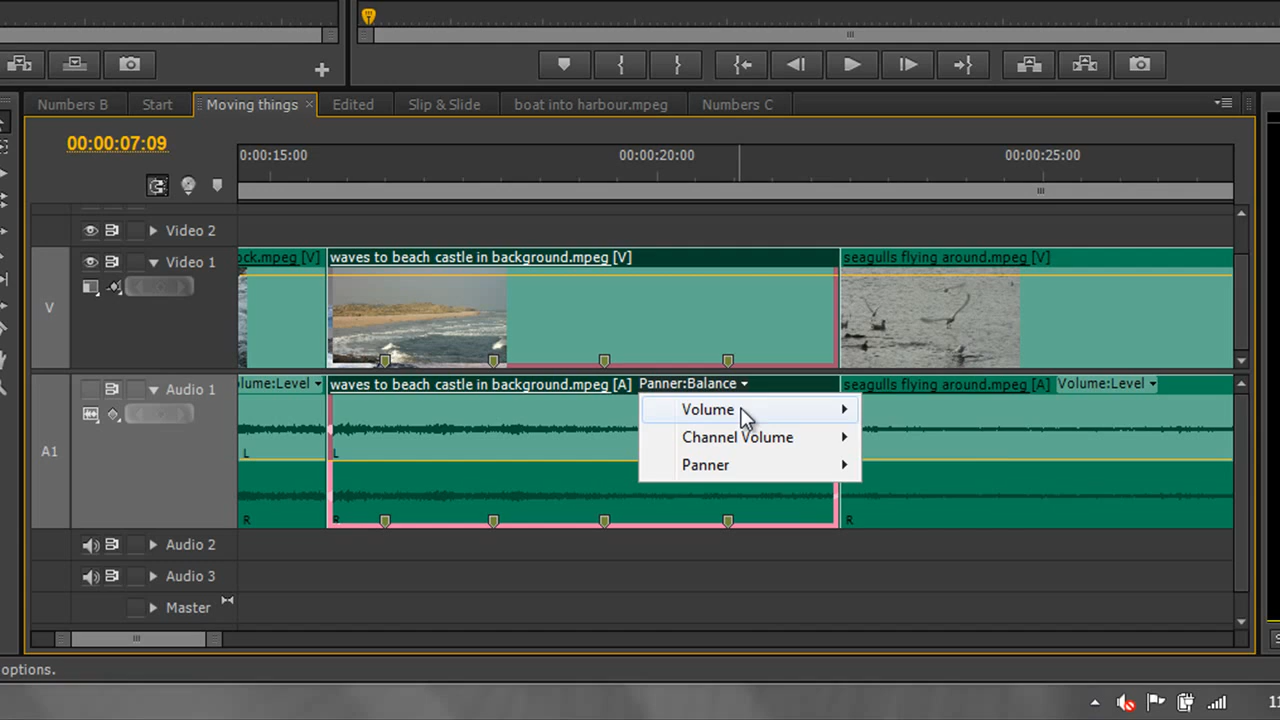 Numbers B Start Moving things × Edited Slip & Slide boat into harbour.mpeg Numbers C
00:00:07:09
0:00:15:00 00:00:20:00 00:00:25:00
Video 2
ock.mpeg [V] waves to beach castle in background.mpeg [V] seagulls flying around.mpeg [V]
Video 1
V
Audio 1
olume:Level waves to beach castle in background.mpeg [A] Panner:Balance seagulls flying around.mpeg [A] Volume:Level
Volume
Channel Volume
Panner
A1
L L
R R R
Audio 2
Audio 3
Master
options.